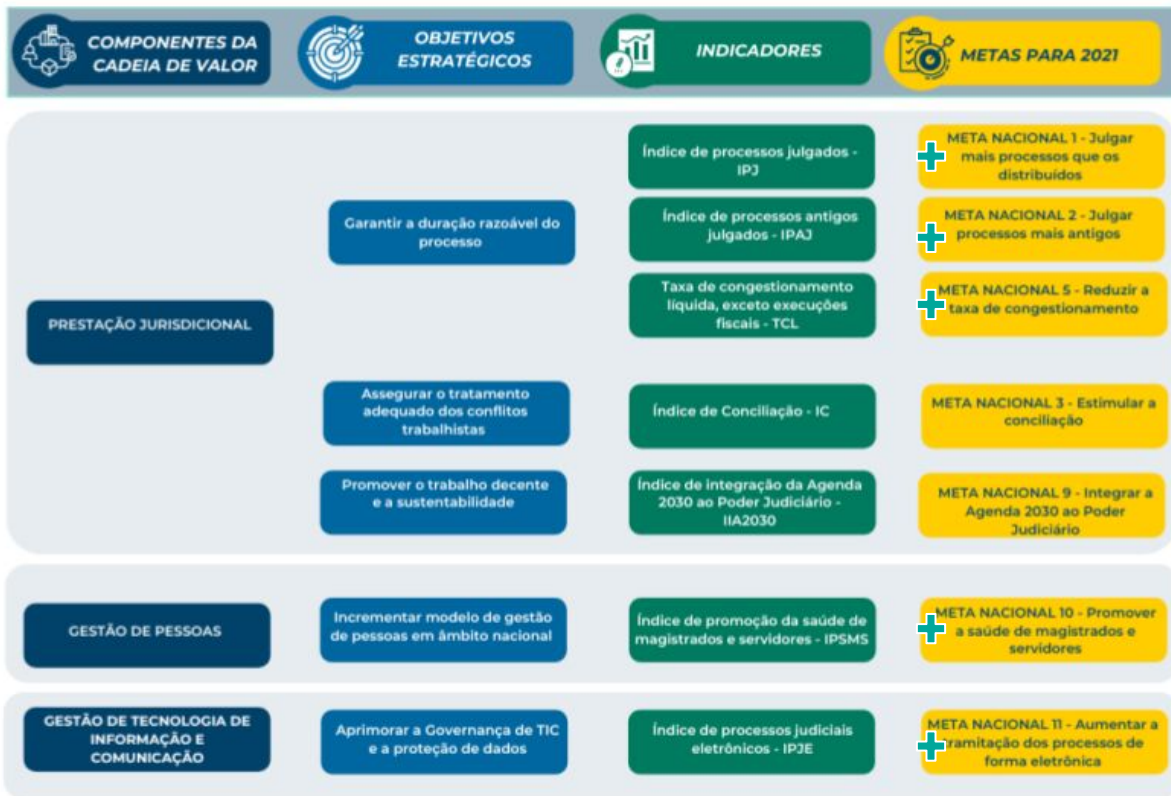 COMPONENTES DA
CADEIA DE VALOR
OBJETIVOS
ESTRATÉGICOS
INDICADORES
METAS PARA 2021
PRESTAÇÃO JURISDICIONAL
Garantir a duração razoável do
processo
Índice de processos julgados -
IPJ
META NACIONAL 1 - Julgar
mais processos que os
distribuídos
Índice de processos antigos
julgados - IPAJ
META NACIONAL 2 - Julgar
processos mais antigos
Taxa de congestionamento
líquida, exceto execuções
fiscais - TCL
META NACIONAL 5 - Reduzir a
taxa de congestionamento
Assegurar o tratamento
adequado dos conflitos
trabalhistas
Índice de Conciliação - IC
META NACIONAL 3 - Estimular a
conciliação
Promover o trabalho decente
e a sustentabilidade
Índice de integração da Agenda
2030 ao Poder Judiciário -
IIA2030
META NACIONAL 9 - Integrar a
Agenda 2030 ao Poder
Judiciário
GESTÃO DE PESSOAS
Incrementar modelo de gestão
de pessoas em âmbito nacional
Índice de promoção da saúde de
magistrados e servidores - IPSMS
META NACIONAL 10 - Promover
a saúde de magistrados e
servidores
GESTÃO DE TECNOLOGIA DE
INFORMAÇÃO E
COMUNICAÇÃO
Aprimorar a Governança de TIC
e a proteção de dados
Índice de processos judiciais
eletrônicos - IPJE
META NACIONAL 11 - Aumentar a
tramitação dos processos de
forma eletrônica